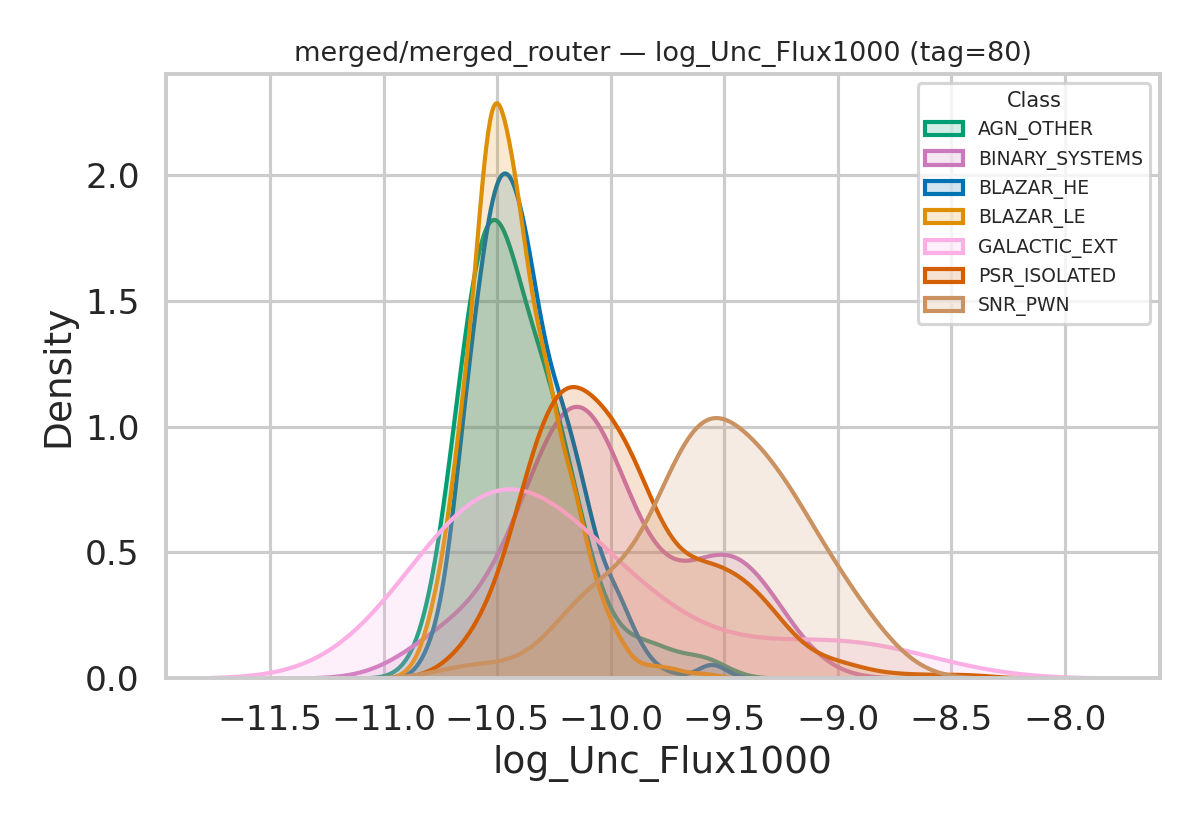 merged/merged_router — log_Unc_Flux1000 (tag=80)
Class
AGN_OTHER
BINARY_SYSTEMS
BLAZAR_HE
BLAZAR_LE
GALACTIC_EXT
PSR_ISOLATED
SNR_PWN
Density
2.0
1.5
1.0
0.5
0.0
−11.5 −11.0 −10.5 −10.0 −9.5 −9.0 −8.5 −8.0
log_Unc_Flux1000